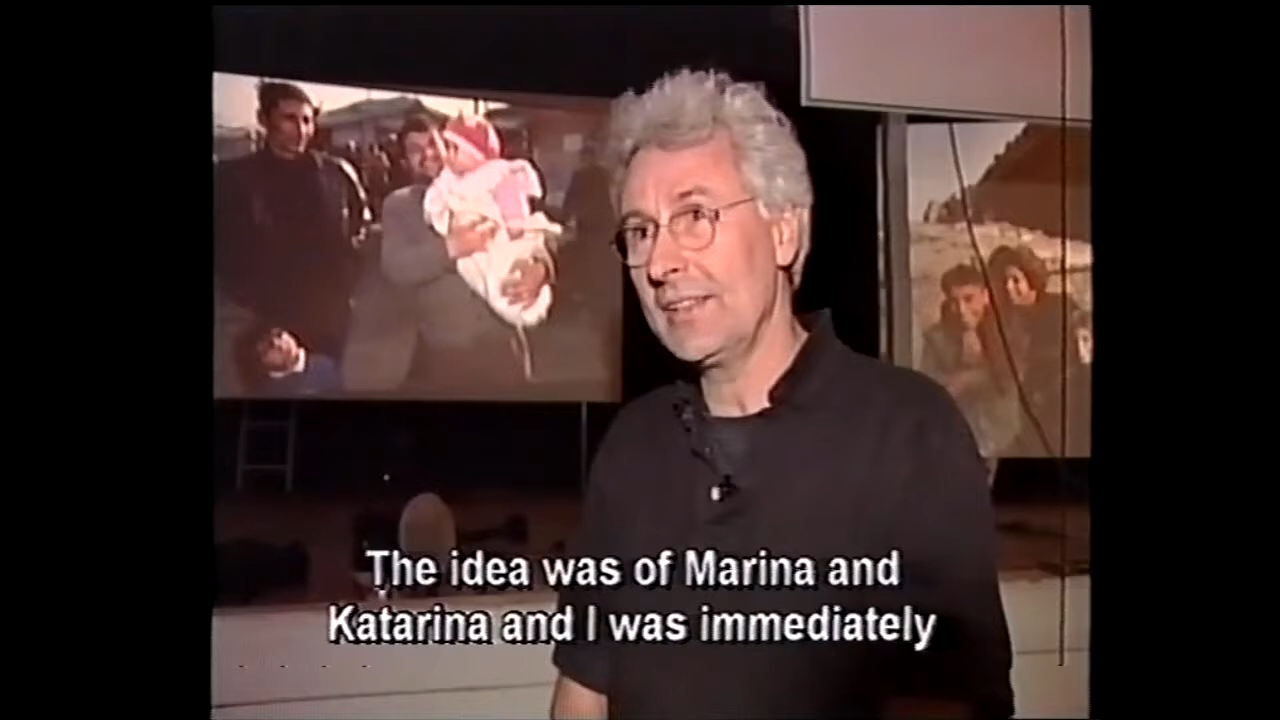 The idea was of Marina and
Katarina and I was immediately